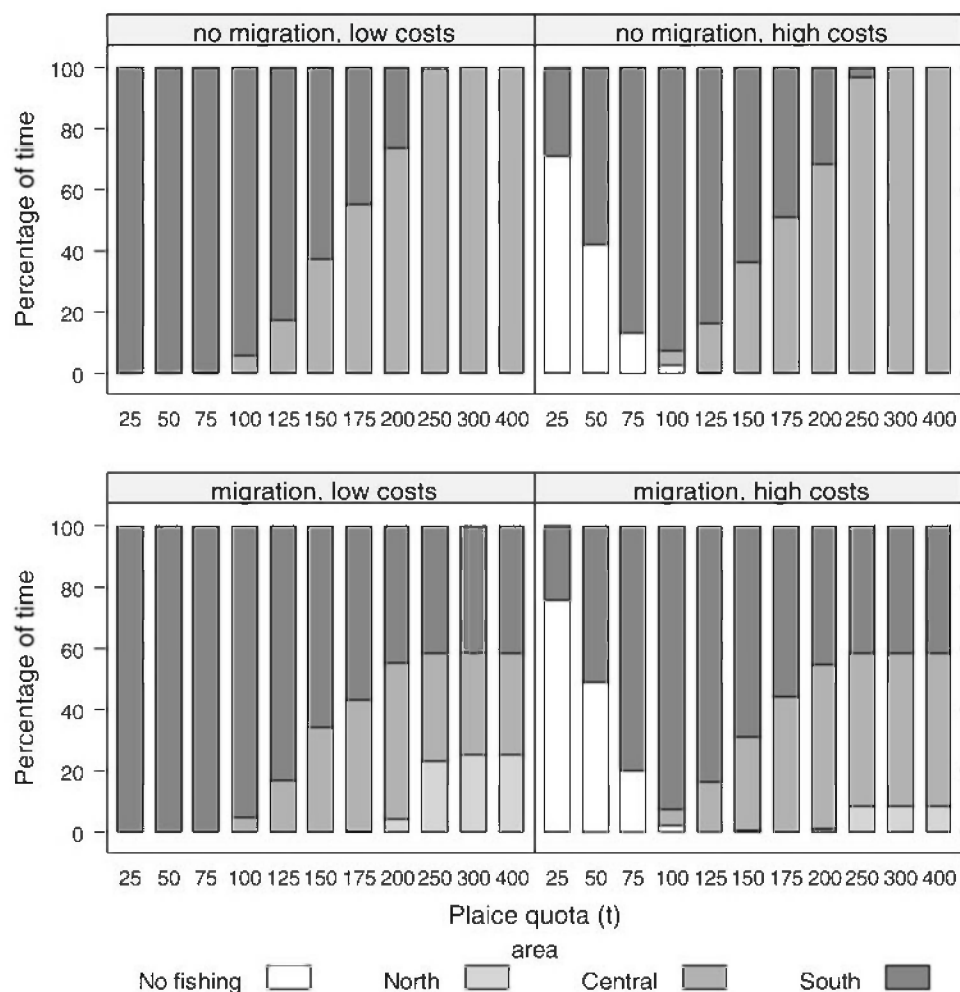 no migration, low costs no migration, high costs
100
80
60
40
20
0
Percentage of time
25 50 75 100 125 150 175 200 250 300 400 25 50 75 100 125 150 175 200 250 300 400
migration, low costs migration, high costs
100
80
60
40
20
0
Percentage of time
25 50 75 100 125 150 175 200 250 300 400 25 50 75 100 125 150 175 200 250 300 400
Plaice quota (t)
area
No fishing North Central South